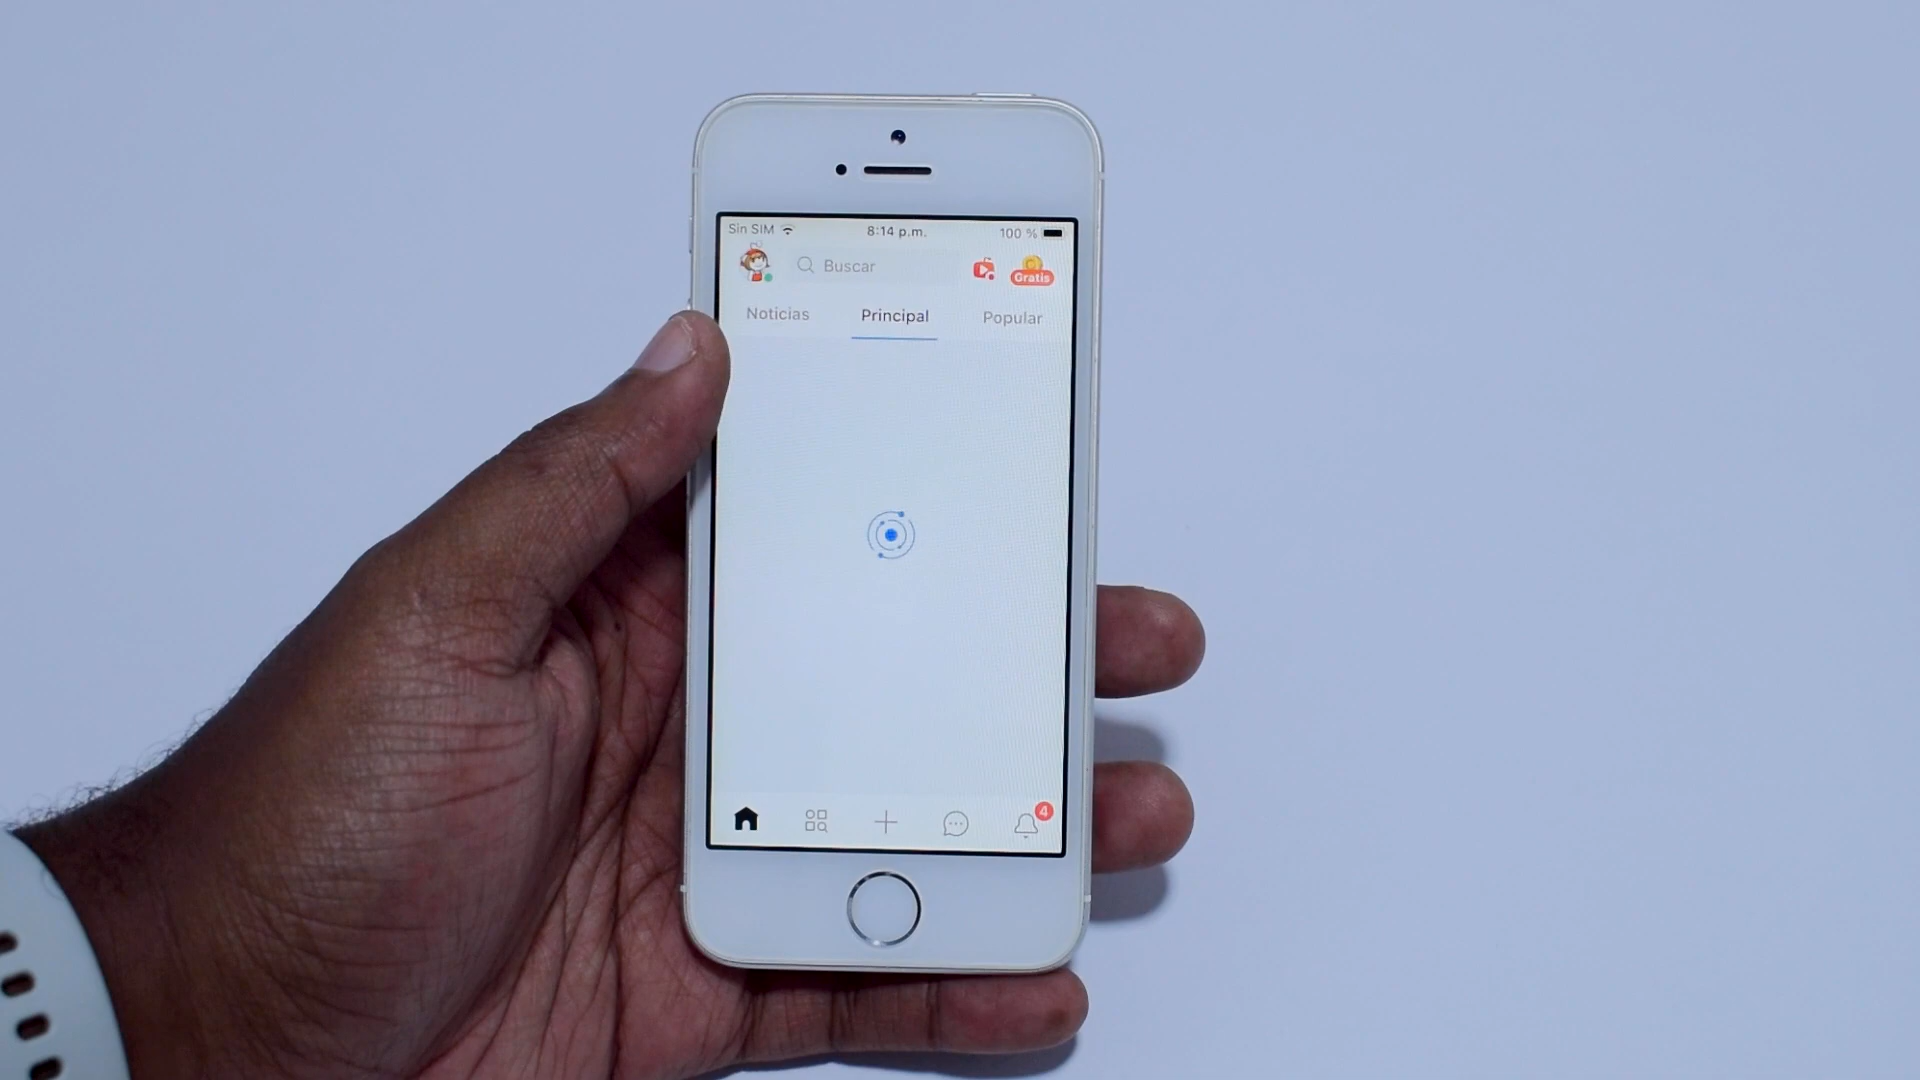 Sin SIM 8:14 p.m. 100 %
Buscar
Gratis
Noticias Principal Popular
4